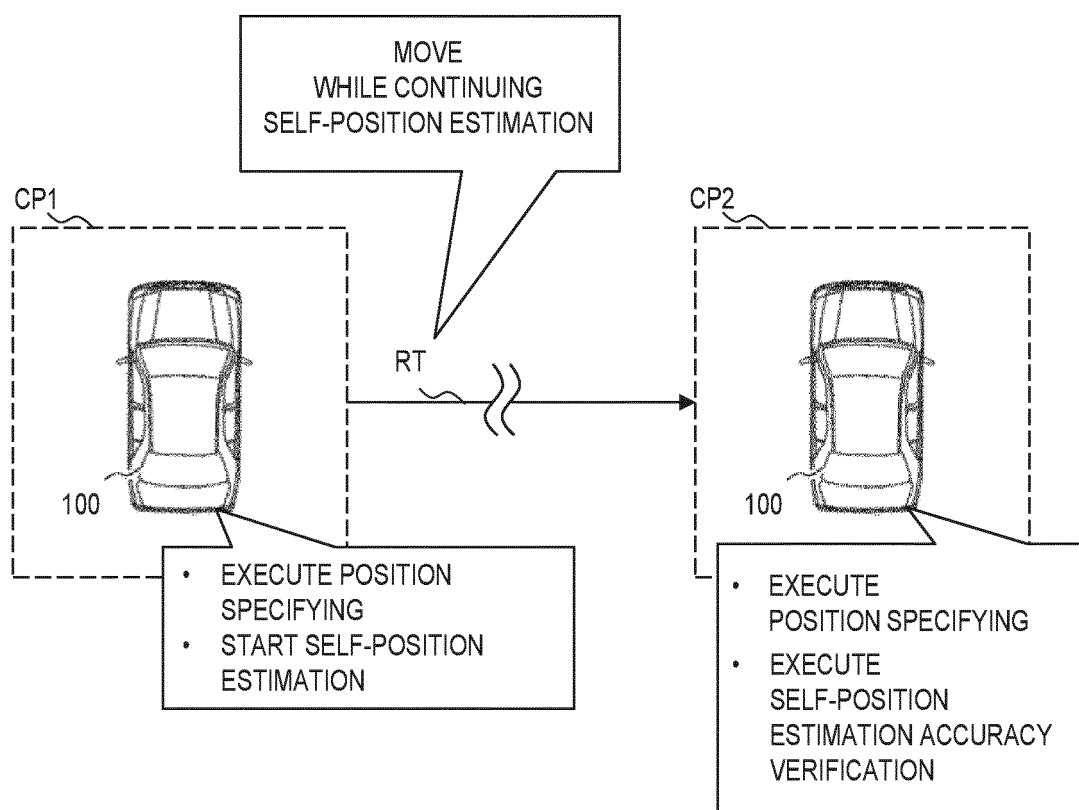 MOVE
WHILE CONTINUING
SELF-POSITION ESTIMATION
CP1
CP2
RT
100
100
• EXECUTE POSITION
SPECIFYING
• START SELF-POSITION
ESTIMATION
• EXECUTE
POSITION SPECIFYING
• EXECUTE
SELF-POSITION
ESTIMATION ACCURACY
VERIFICATION